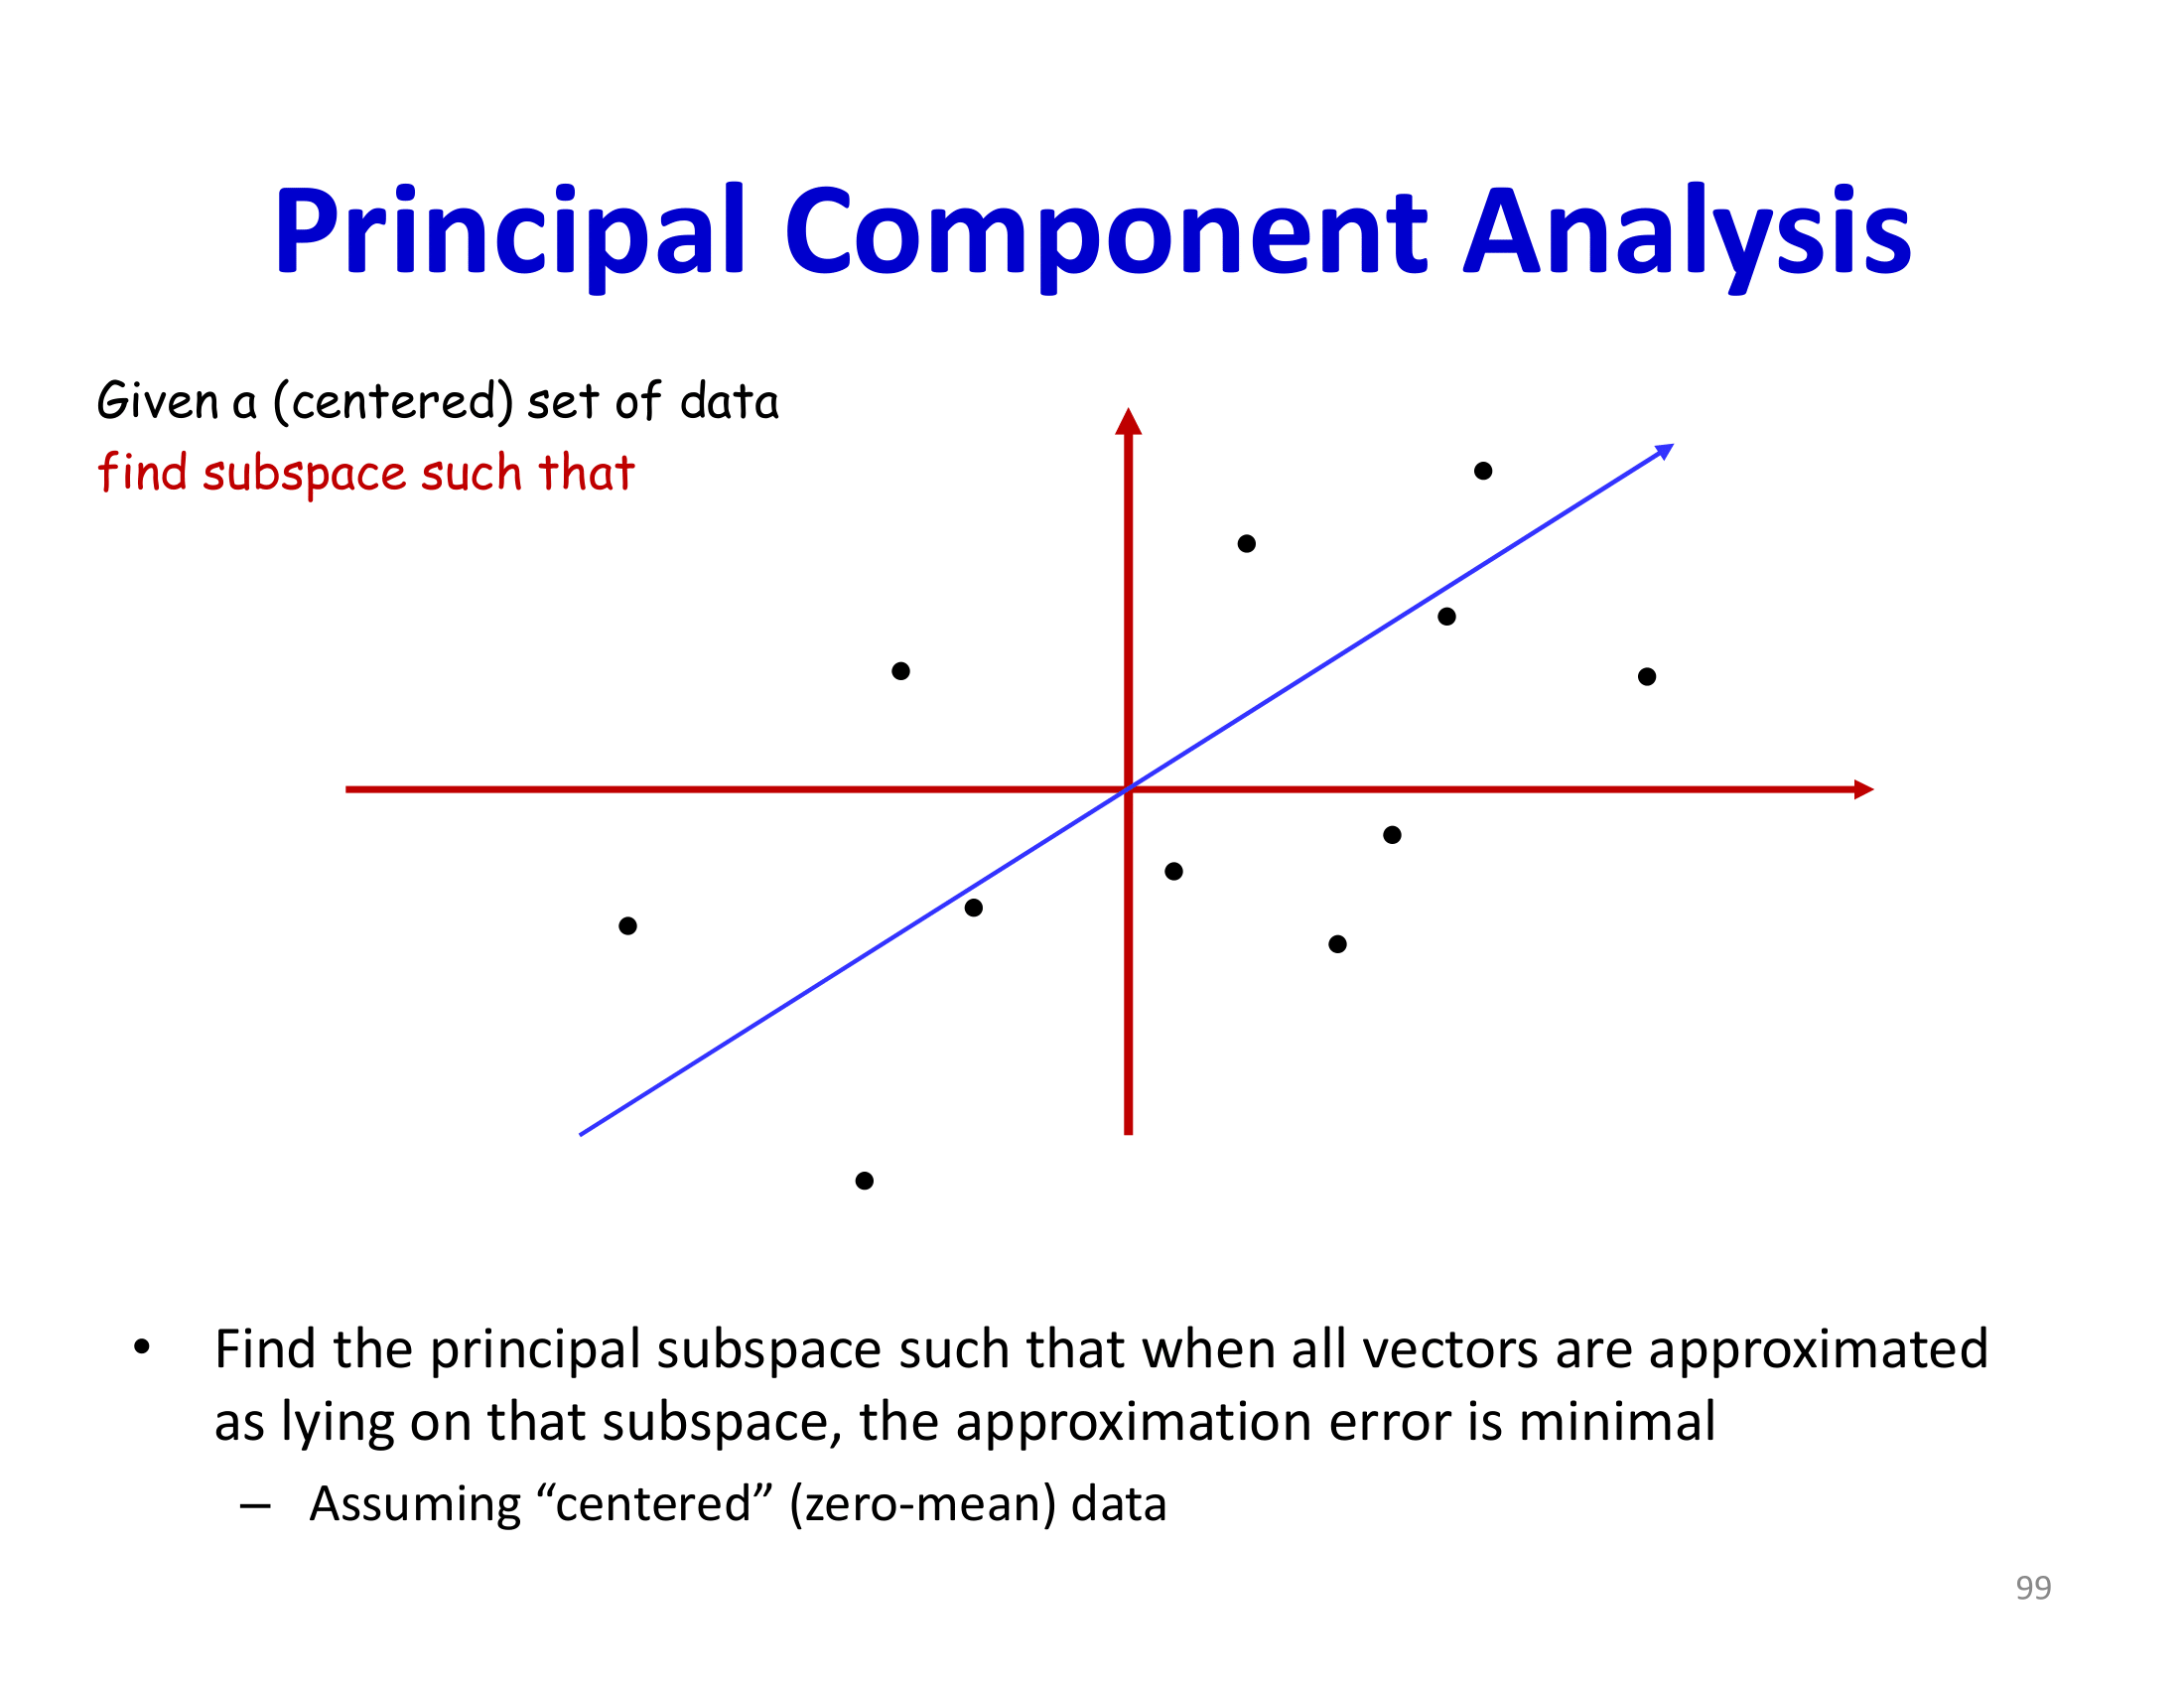 Principal Component Analysis
Given a (centered) set of data
find subspace such that
• Find the principal subspace such that when all vectors are approximated
as lying on that subspace, the approximation error is minimal
– Assuming “centered” (zero-mean) data
99